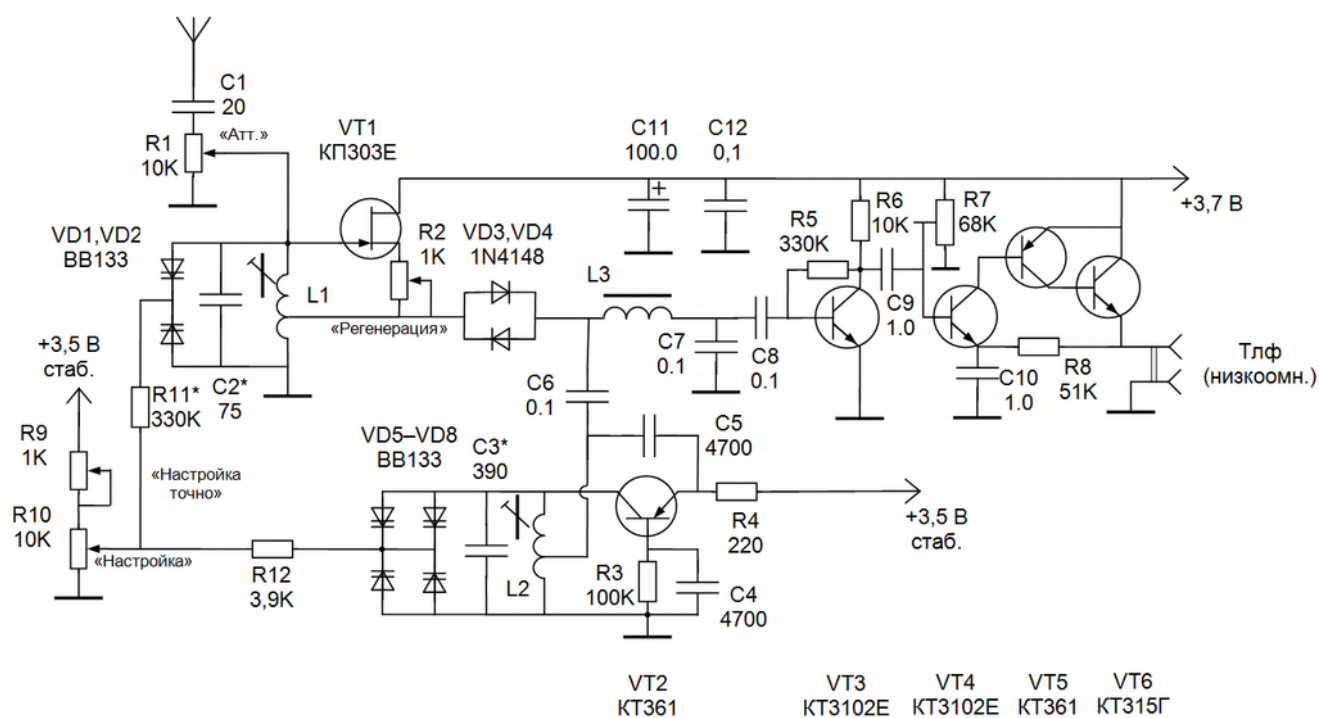 C1
20
R1
10K
«Атт.»
VT1
КП303Е
C11
100.0
C12
0,1
+
+3,7 В
VD1,VD2
BB133
R2
1K
VD3,VD4
1N4148
L1
«Регенерация»
L3
R5
330K
R6
10K
R7
68K
C9
1.0
C7
0.1
C8
0.1
C10
1.0
R8
51K
Тлф
(низкоомн.)
+3,5 В
стаб.
R11*
330K
C2*
75
C6
0.1
R9
1K
«Настройка
точно»
VD5–VD8
BB133
C3*
390
C5
4700
R10
10K
«Настройка»
R12
3,9K
L2
R4
220
+3,5 В
стаб.
R3
100K
C4
4700
VT2
КТ361
VT3
КТ3102Е
VT4
КТ3102Е
VT5
КТ361
VT6
КТ315Г